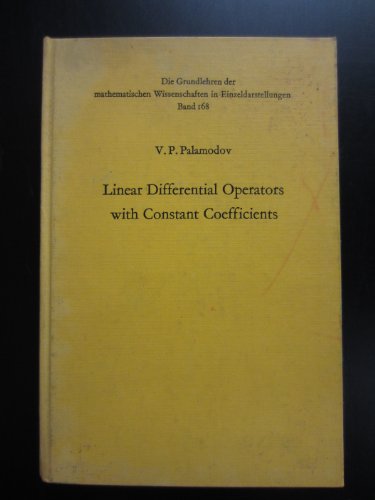 Die Grundlehren der
mathematischen Wissenschaften in Einzeldarstellungen
Band 168
V. P. Palamodov
Linear Differential Operators
with Constant Coefficients